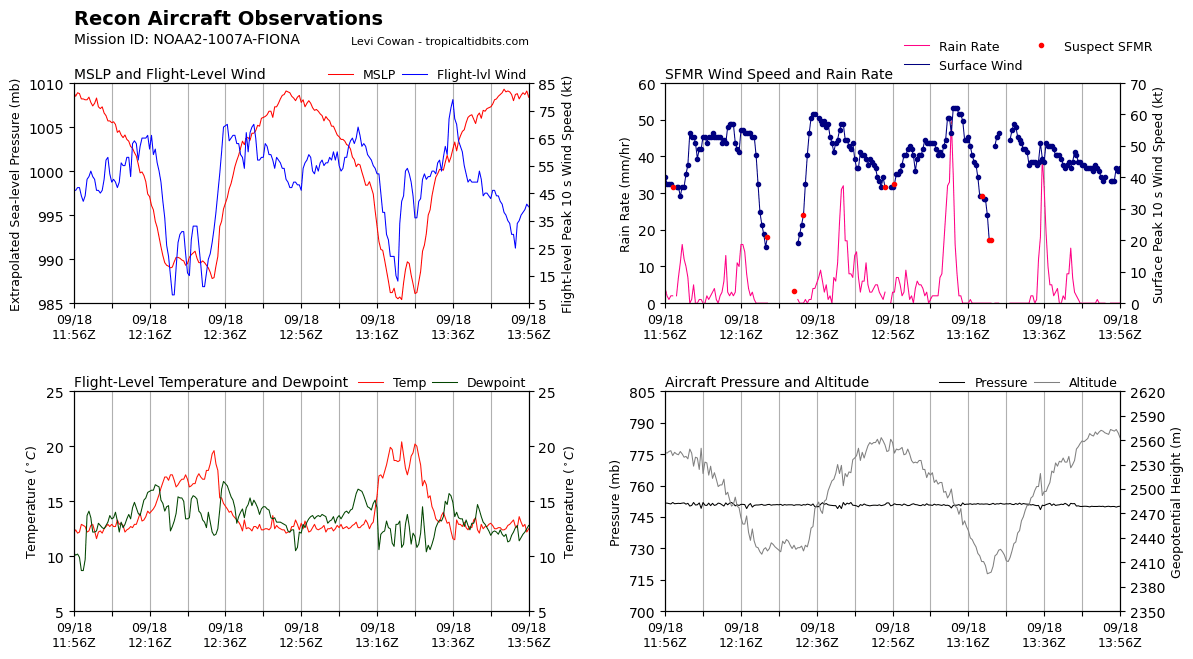 Recon Aircraft Observations
Mission ID: NOAA2-1007A-FIONA
Levi Cowan - tropicaltidbits.com
MSLP and Flight-Level Wind
MSLP
Flight-lvl Wind
Extrapolated Sea-level Pressure (mb)
1010
1005
1000
995
990
985
85
75
65
55
45
35
25
15
5
Flight-level Peak 10 s Wind Speed (kt)
09/18 09/18 09/18 09/18 09/18 09/18 09/18
11:56Z 12:16Z 12:36Z 12:56Z 13:16Z 13:36Z 13:56Z
Rain Rate
Suspect SFMR
Surface Wind
SFMR Wind Speed and Rain Rate
Rain Rate (mm/hr)
60
50
40
30
20
10
0
70
60
50
40
30
20
10
0
Surface Peak 10 s Wind Speed (kt)
09/18 09/18 09/18 09/18 09/18 09/18 09/18
11:56Z 12:16Z 12:36Z 12:56Z 13:16Z 13:36Z 13:56Z
Flight-Level Temperature and Dewpoint
Temp
Dewpoint
Temperature (°C)
25
20
15
10
5
25
20
15
10
5
Temperature (°C)
09/18 09/18 09/18 09/18 09/18 09/18 09/18
11:56Z 12:16Z 12:36Z 12:56Z 13:16Z 13:36Z 13:56Z
Aircraft Pressure and Altitude
Pressure
Altitude
Pressure (mb)
805
790
775
760
745
730
715
700
2620
2590
2560
2530
2500
2470
2440
2410
2380
2350
Geopotential Height (m)
09/18 09/18 09/18 09/18 09/18 09/18 09/18
11:56Z 12:16Z 12:36Z 12:56Z 13:16Z 13:36Z 13:56Z